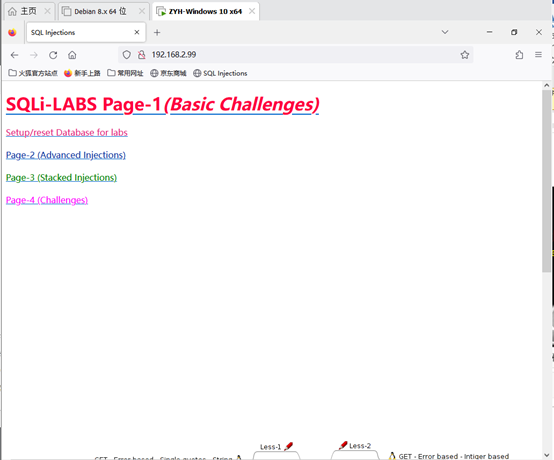 主页
Debian 8.x 64 位
ZYH-Windows 10 x64
SQL Injections
192.168.2.99
火狐官方站点
新手上路
常用网址
京东商城
SQL Injections
SQLi-LABS Page-1(Basic Challenges)
Setup/reset Database for labs
Page-2 (Advanced Injections)
Page-3 (Stacked Injections)
Page-4 (Challenges)
Less-1
Less-2
GET - Error based - Single quotes - String
GET - Error based - Intiger based